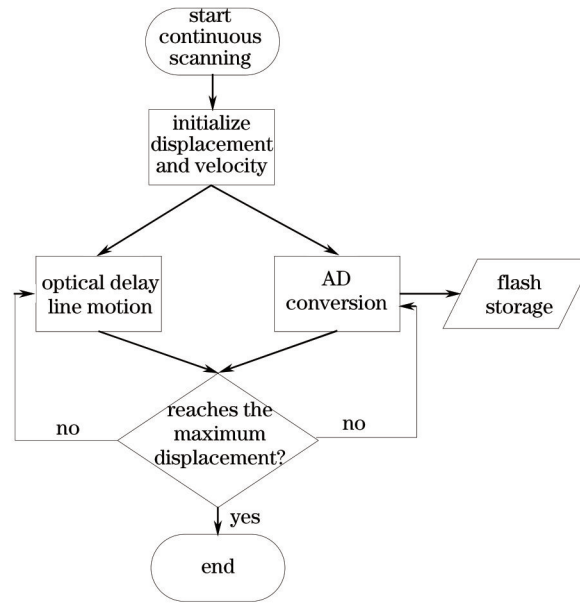 start
continuous
scanning
initialize
displacement
and velocity
optical delay
line motion
AD
conversion
flash
storage
reaches the
maximum
displacement?
no
no
yes
end